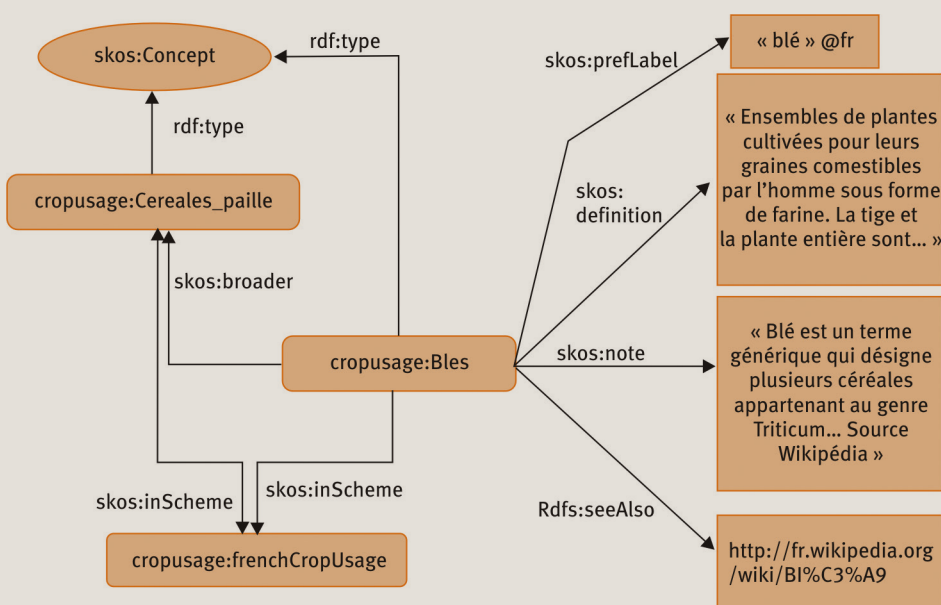 skos:Concept
rdf:type
rdf:type
cropusage:Cereales_paille
skos:broader
cropusage:Bles
skos:inScheme
skos:inScheme
cropusage:frenchCropUsage
skos:prefLabel
« blé » @fr
skos:
definition
« Ensembles de plantes
cultivées pour leurs
graines comestibles
par l’homme sous forme
de farine. La tige et
la plante entière sont... »
skos:note
« Blé est un terme
générique qui désigne
plusieurs céréales
appartenant au genre
Triticum... Source
Wikipédia »
Rdfs:seeAlso
http://fr.wikipedia.org
/wiki/BI%C3%A9